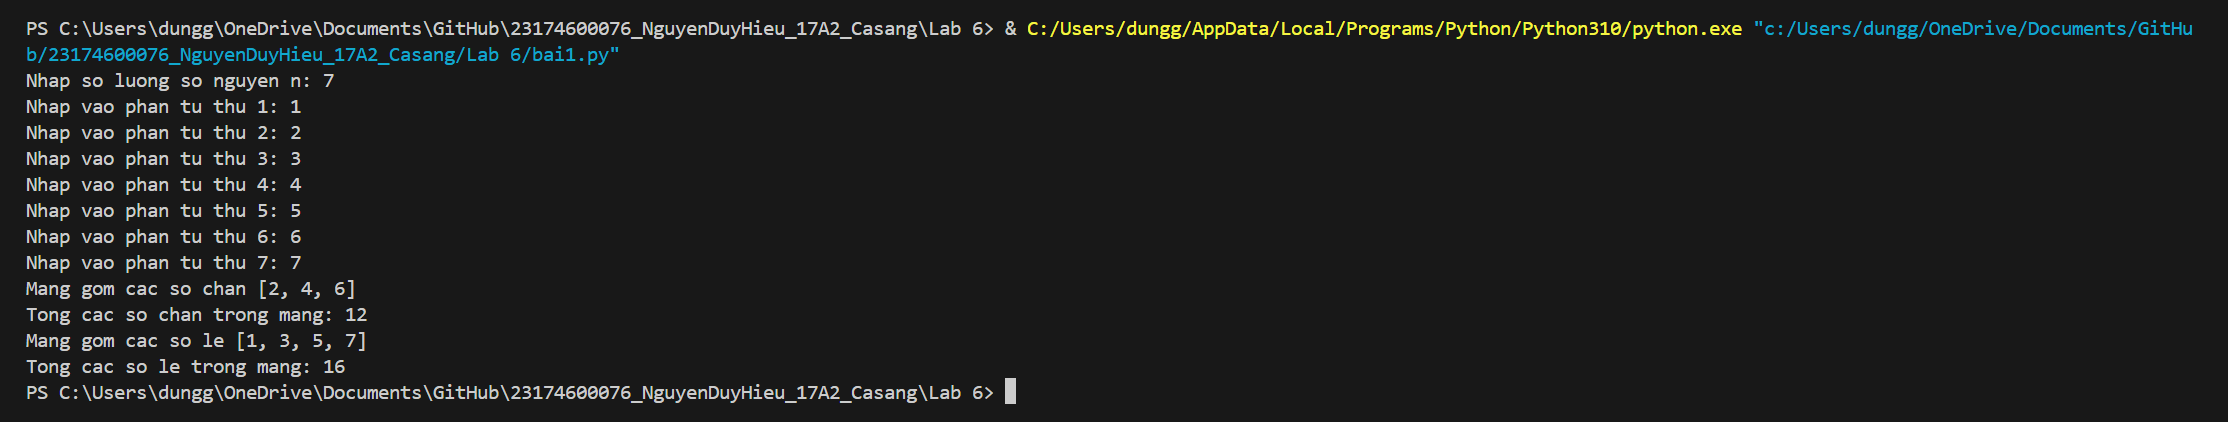 PS C:\Users\dungg\OneDrive\Documents\GitHub\23174600076_NguyenDuyHieu_17A2_Casang\Lab 6> & C:/Users/dungg/AppData/Local/Programs/Python/Python310/python.exe "c:/Users/dungg/OneDrive/Documents/GitHu
b/23174600076_NguyenDuyHieu_17A2_Casang/Lab 6/bai1.py"
Nhap so luong so nguyen n: 7
Nhap vao phan tu thu 1: 1
Nhap vao phan tu thu 2: 2
Nhap vao phan tu thu 3: 3
Nhap vao phan tu thu 4: 4
Nhap vao phan tu thu 5: 5
Nhap vao phan tu thu 6: 6
Nhap vao phan tu thu 7: 7
Mang gom cac so chan [2, 4, 6]
Tong cac so chan trong mang: 12
Mang gom cac so le [1, 3, 5, 7]
Tong cac so le trong mang: 16
PS C:\Users\dungg\OneDrive\Documents\GitHub\23174600076_NguyenDuyHieu_17A2_Casang\Lab 6>